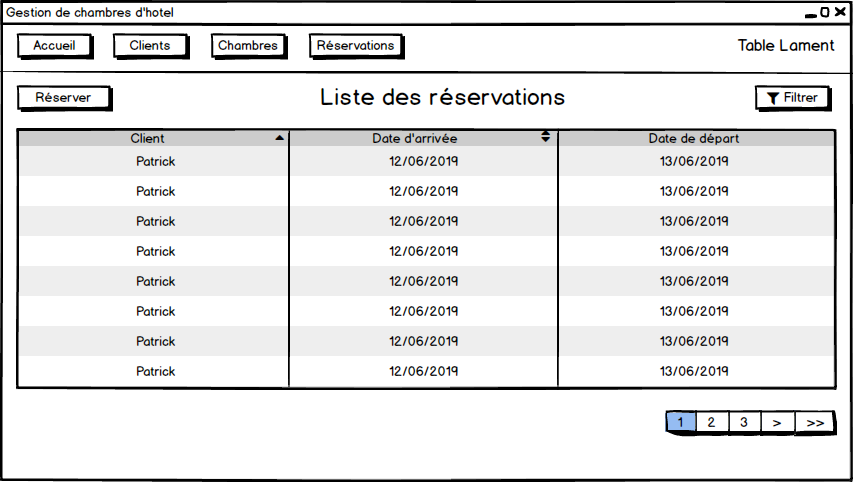 Gestion de chambres d'hotel
Accueil Clients Chambres Réservations Table Lament
Réserver Liste des réservations Filtrer
Client Date d'arrivée Date de départ
Patrick 12/06/2019 13/06/2019
Patrick 12/06/2019 13/06/2019
Patrick 12/06/2019 13/06/2019
Patrick 12/06/2019 13/06/2019
Patrick 12/06/2019 13/06/2019
Patrick 12/06/2019 13/06/2019
Patrick 12/06/2019 13/06/2019
Patrick 12/06/2019 13/06/2019
1 2 3 > >>